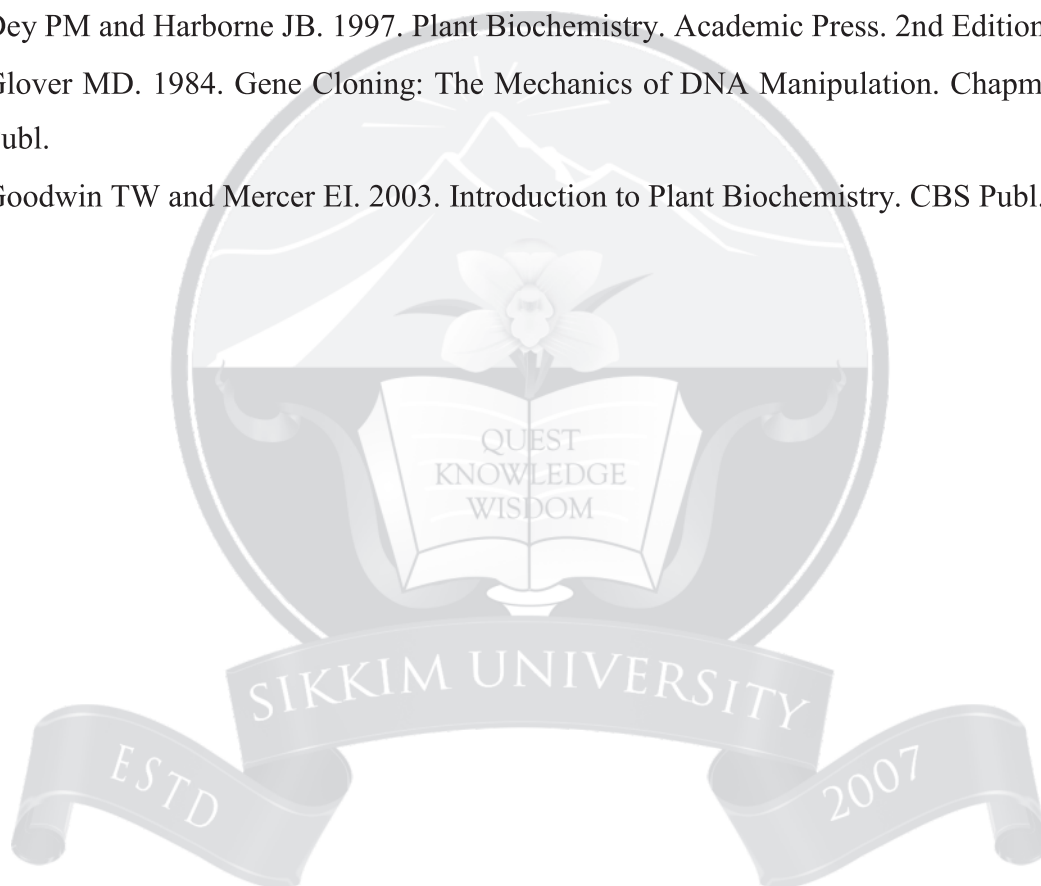 Dey PM and Harborne JB. 1997. Plant Biochemistry. Academic Press. 2nd Edition
Glover MD. 1984. Gene Cloning: The Mechanics of DNA Manipulation. Chapm
ubl.
Goodwin TW and Mercer EI. 2003. Introduction to Plant Biochemistry. CBS Publ.
QUEST
KNOWLEDGE
WISDOM
SIKKIM UNIVERSITY
ESTD
2007